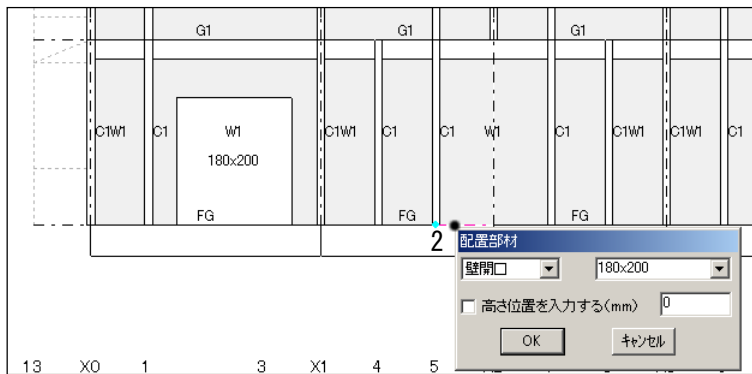 G1 G1 G1
C1W1 C1 W1 C1W1 C1 C1 W1 C1 C1W1 C1W1 C1
180x200
FG FG FG
2
配置部材
壁開口 180x200
高さ位置を入力する(mm) 0
OK キャンセル
13 X0 1 3 X1 4 5